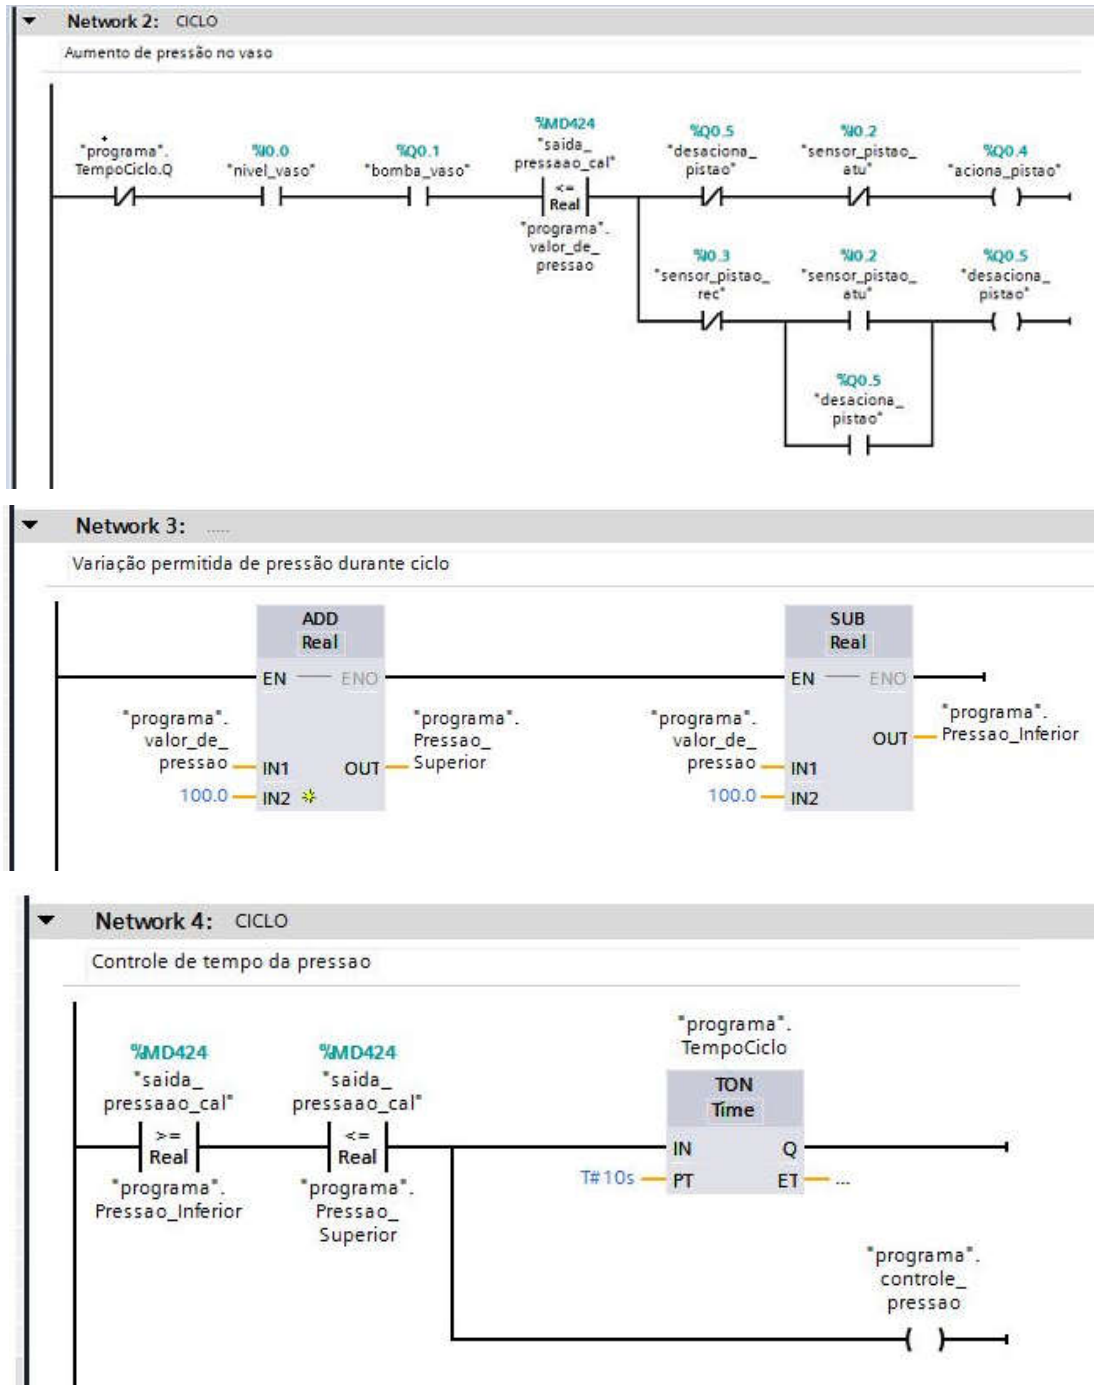 Network 2: CICLO
Aumento de pressão no vaso
%MD424
"saida_
pressaao_cal"
<=
Real
"programa".
valor_de_
pressao
"programa".
TempoCiclo.Q
%I0.0
"nivel_vaso"
%Q0.1
"bomba_vaso"
%Q0.5
"desaciona_
pistao"
%I0.2
"sensor_pistao_
atu"
%Q0.4
"aciona_pistao"
%I0.3
"sensor_pistao_
rec"
%I0.2
"sensor_pistao_
atu"
%Q0.5
"desaciona_
pistao"
%Q0.5
"desaciona_
pistao"
Network 3: .....
Variação permitida de pressão durante ciclo
ADD
Real
EN
ENO
"programa".
valor_de_
pressao
IN1
100.0
IN2
OUT
"programa".
Pressao_
Superior
SUB
Real
EN
ENO
"programa".
valor_de_
pressao
IN1
100.0
IN2
OUT
"programa".
Pressao_Inferior
Network 4: CICLO
Controle de tempo da pressao
%MD424
"saida_
pressaao_cal"
>=
Real
"programa".
Pressao_Inferior
%MD424
"saida_
pressaao_cal"
<=
Real
"programa".
Pressao_
Superior
"programa".
TempoCiclo
TON
Time
IN
Q
T#10s
PT
ET
...
"programa".
controle_
pressao